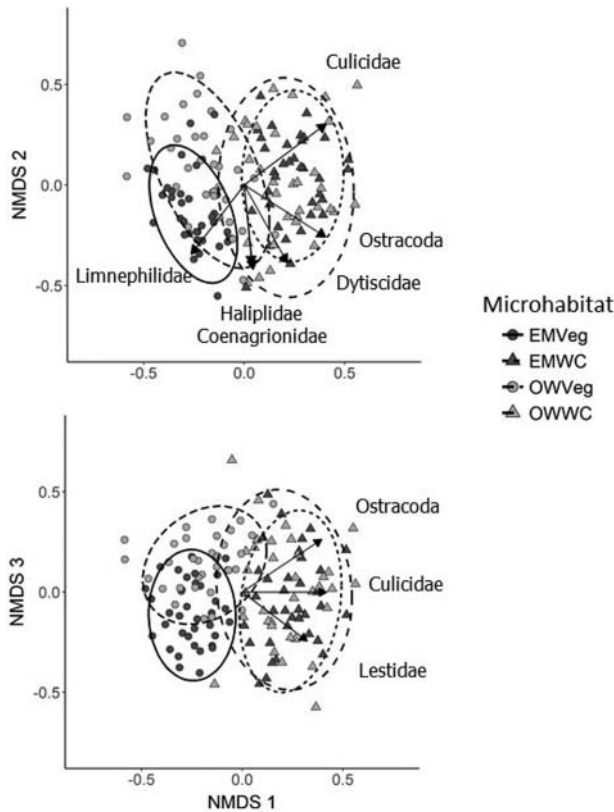 Culicidae
0.5
NMDS 2
0.0
Ostracoda
Limnephilidae
Dytiscidae
-0.5
Haliplidae
Coenagrionidae
-0.5
0.0
0.5
Microhabitat
EMVeg
EMWC
OWVeg
OWWC
0.5
Ostracoda
NMDS 3
0.0
Culicidae
Lestidae
-0.5
-0.5
0.0
0.5
NMDS 1